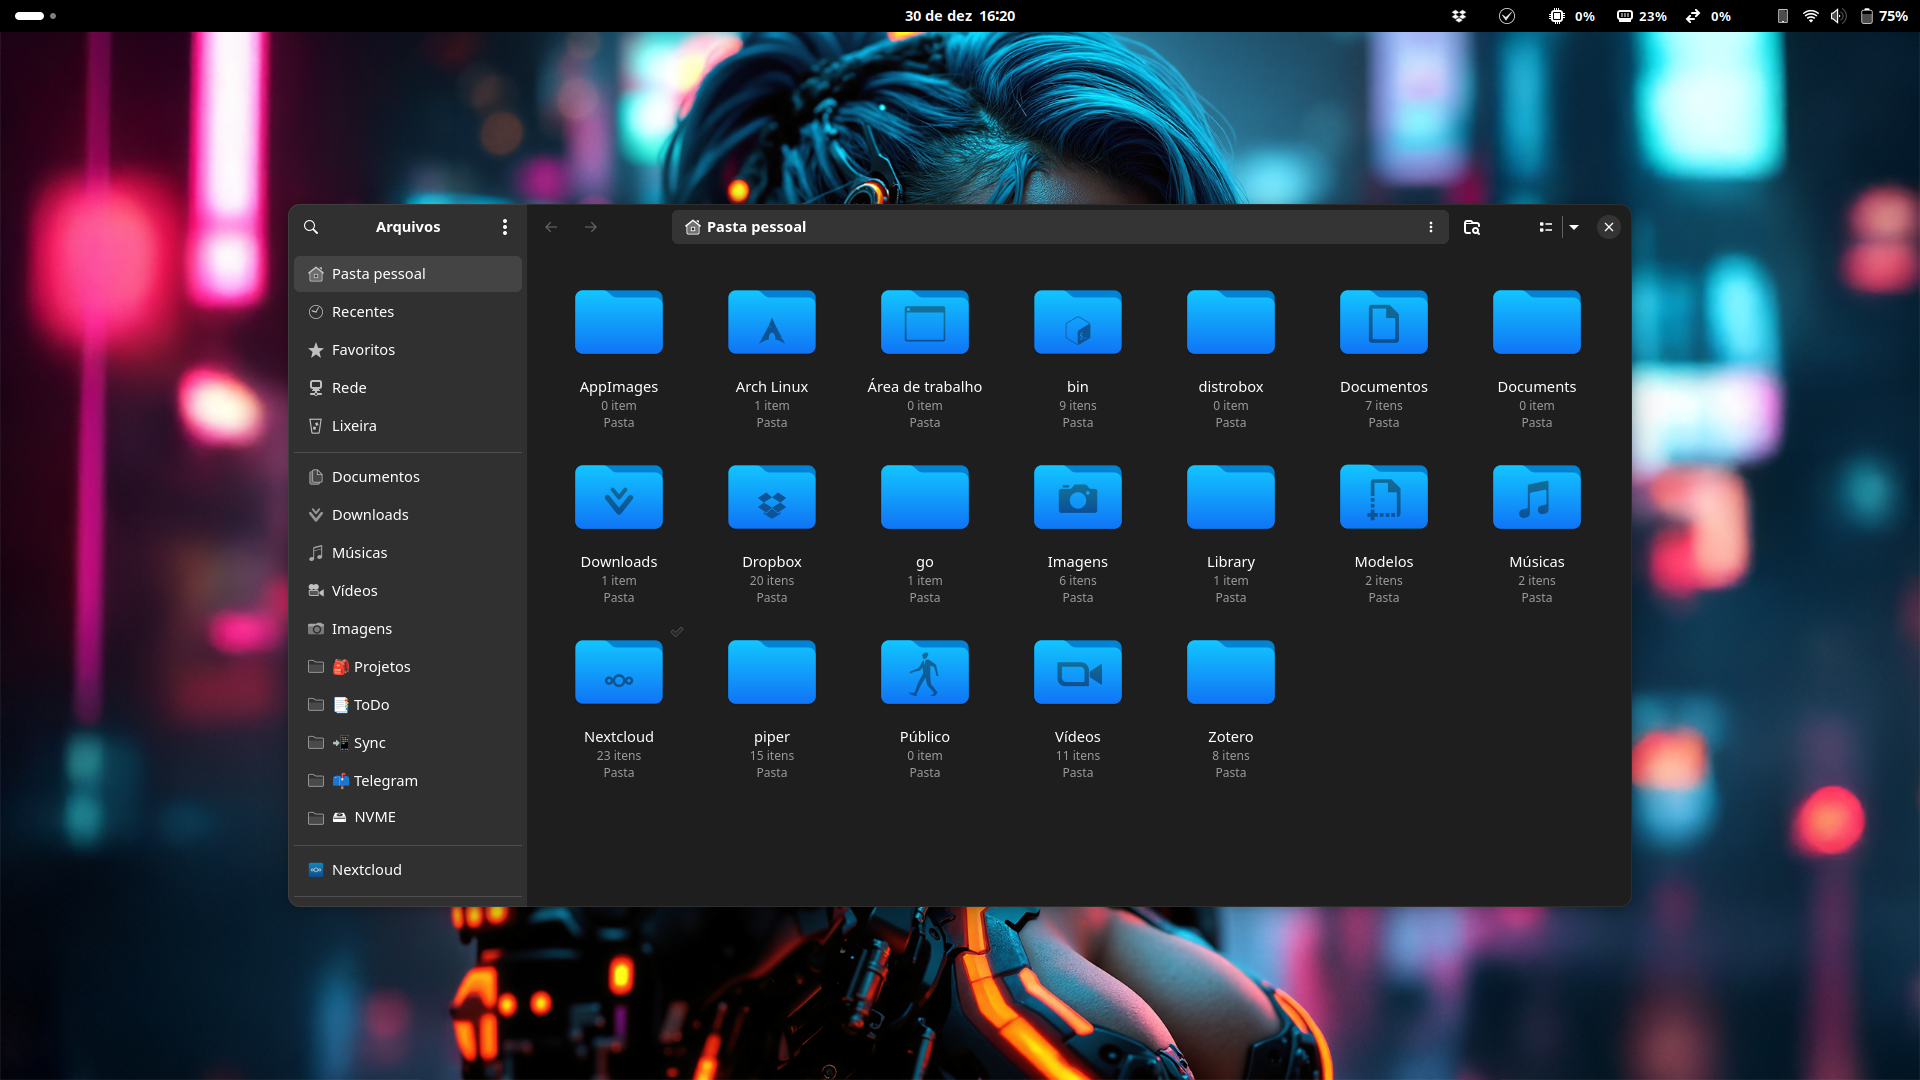 30 de dez 16:20
0%
23%
0%
75%
Arquivos
Pasta pessoal
Pasta pessoal
Recentes
Favoritos
Rede
Lixeira
Documentos
Downloads
Músicas
Vídeos
Imagens
🎒 Projetos
📑 ToDo
📲 Sync
📫 Telegram
🖴 NVME
Nextcloud
AppImages
0 item
Pasta
Arch Linux
1 item
Pasta
Área de trabalho
0 item
Pasta
bin
9 itens
Pasta
distrobox
0 item
Pasta
Documentos
7 itens
Pasta
Documents
0 item
Pasta
Downloads
1 item
Pasta
Dropbox
20 itens
Pasta
go
1 item
Pasta
Imagens
6 itens
Pasta
Library
1 item
Pasta
Modelos
2 itens
Pasta
Músicas
2 itens
Pasta
Nextcloud
23 itens
Pasta
piper
15 itens
Pasta
Público
0 item
Pasta
Vídeos
11 itens
Pasta
Zotero
8 itens
Pasta